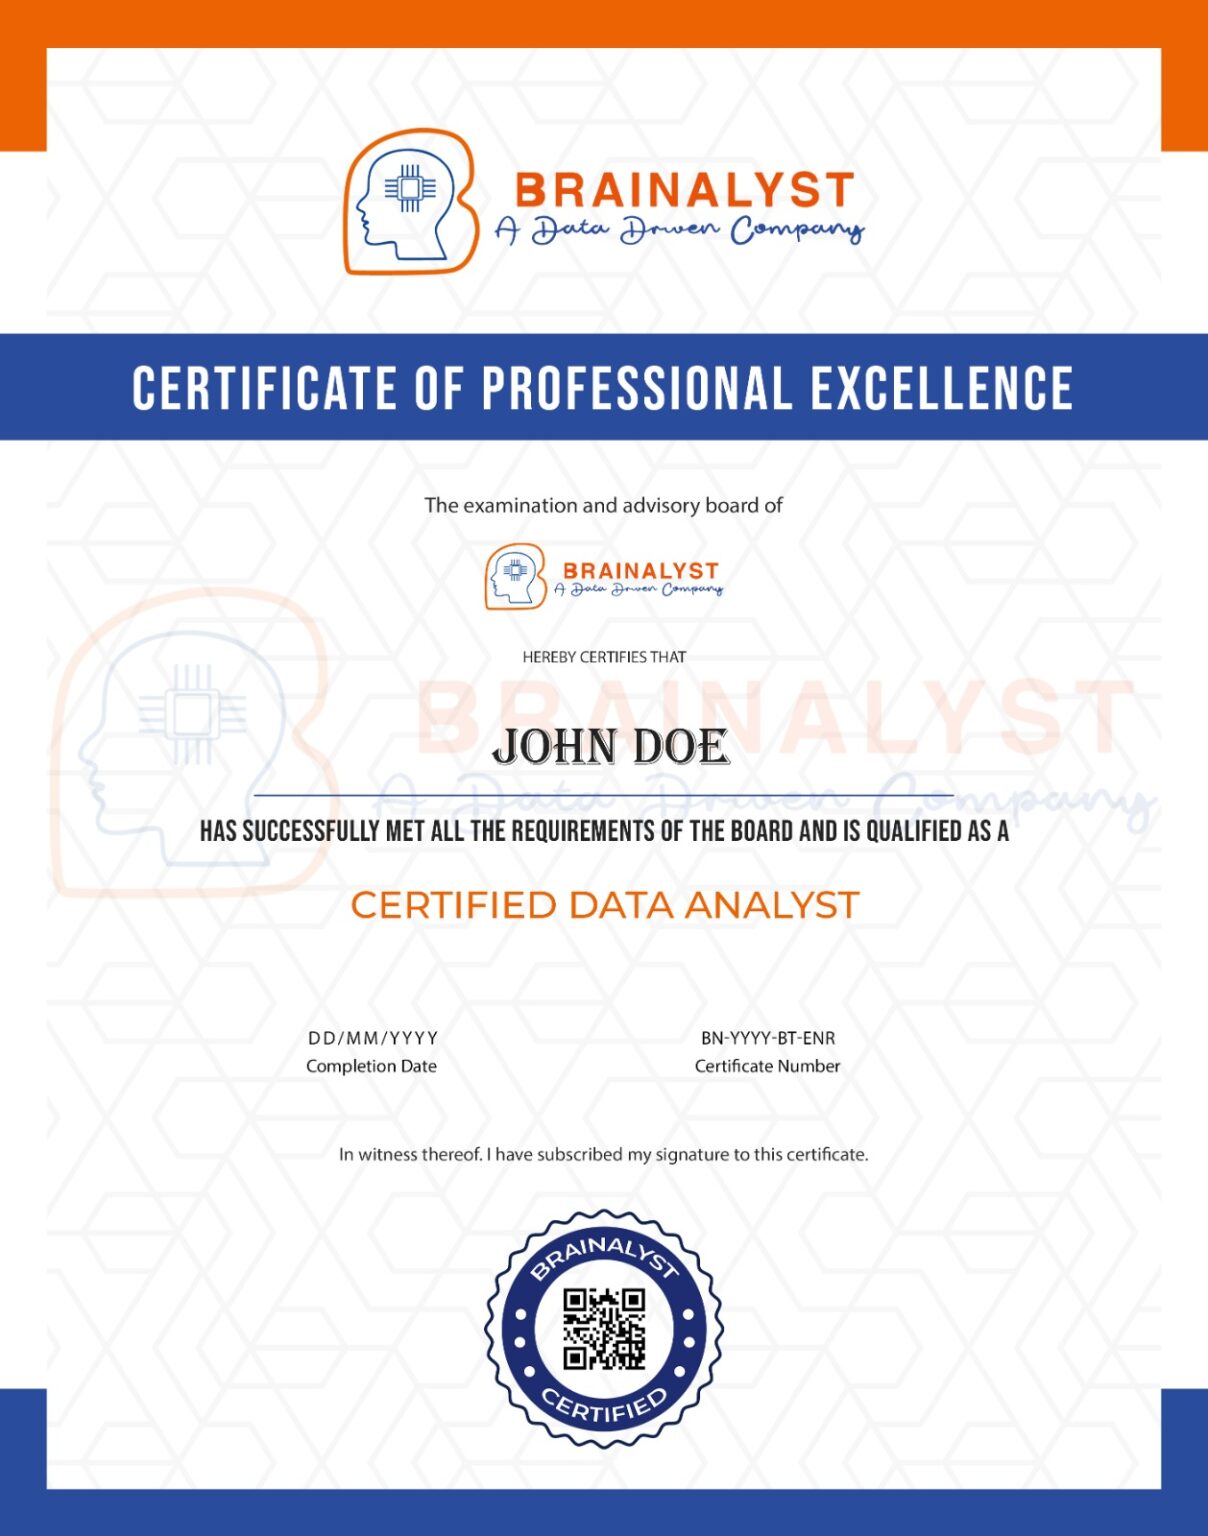 BRAINALYST
A Data Driven Company
CERTIFICATE OF PROFESSIONAL EXCELLENCE
The examination and advisory board of
BRAINALYST
A Data Driven Company
HEREBY CERTIFIES THAT
BRAINALYST
JOHN DOE
A Data Driven Company
HAS SUCCESSFULLY MET ALL THE REQUIREMENTS OF THE BOARD AND IS QUALIFIED AS A
CERTIFIED DATA ANALYST
DD/MM/YYYY
Completion Date
BN-YYYY-BT-ENR
Certificate Number
In witness thereof. I have subscribed my signature to this certificate.
BRAINALYST
CERTIFIED